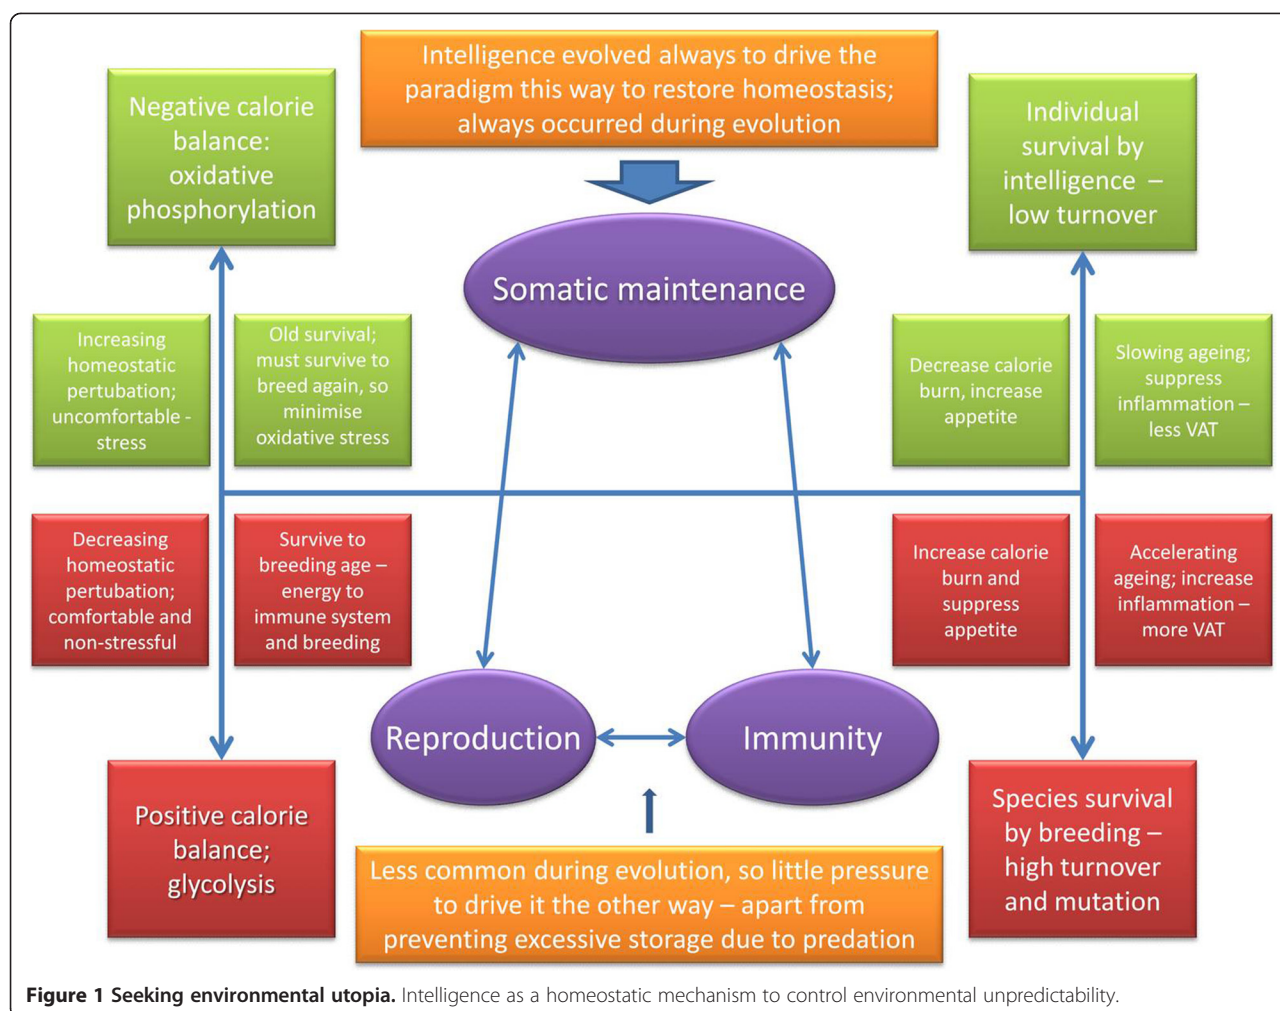 Intelligence evolved always to drive the
paradigm this way to restore homeostasis;
always occurred during evolution
Negative calorie
balance:
oxidative
phosphorylation
Individual
survival by
intelligence –
low turnover
Somatic maintenance
Increasing
homeostatic
pertubation;
uncomfortable -
stress
Old survival;
must survive to
breed again, so
minimise
oxidative stress
Decrease calorie
burn, increase
appetite
Slowing ageing;
suppress
inflammation –
less VAT
Decreasing
homeostatic
pertubation;
comfortable and
non-stressful
Survive to
breeding age –
energy to
immune system
and breeding
Increase calorie
burn and
suppress
appetite
Accelerating
ageing; increase
inflammation –
more VAT
Reproduction
Immunity
Positive calorie
balance;
glycolysis
Species survival
by breeding –
high turnover
and mutation
Less common during evolution, so little pressure
to drive it the other way – apart from
preventing excessive storage due to predation
Figure 1 Seeking environmental utopia. Intelligence as a homeostatic mechanism to control environmental unpredictability.